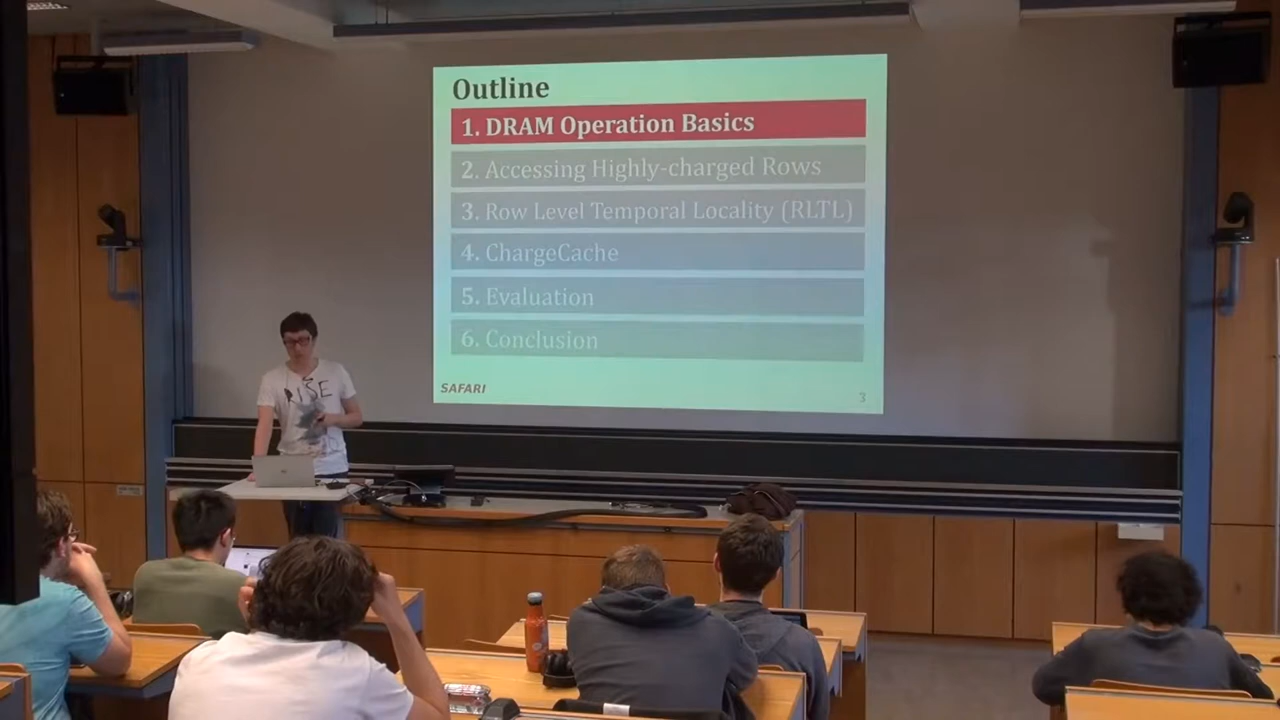 Outline
1. DRAM Operation Basics
2. Accessing Highly-charged Rows
3. Row Level Temporal Locality (RLTL)
4. ChargeCache
5. Evaluation
6. Conclusion
SAFARI
3
RISE